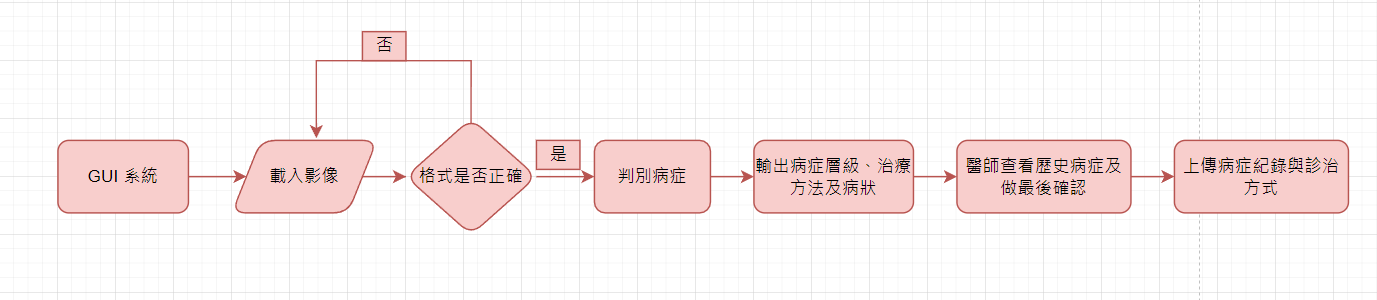 否
GUI 系統
載入影像
格式是否正確
是
判別病症
輸出病症層級、治療
方法及病狀
醫師查看歷史病症及
做最後確認
上傳病症紀錄與診治
方式